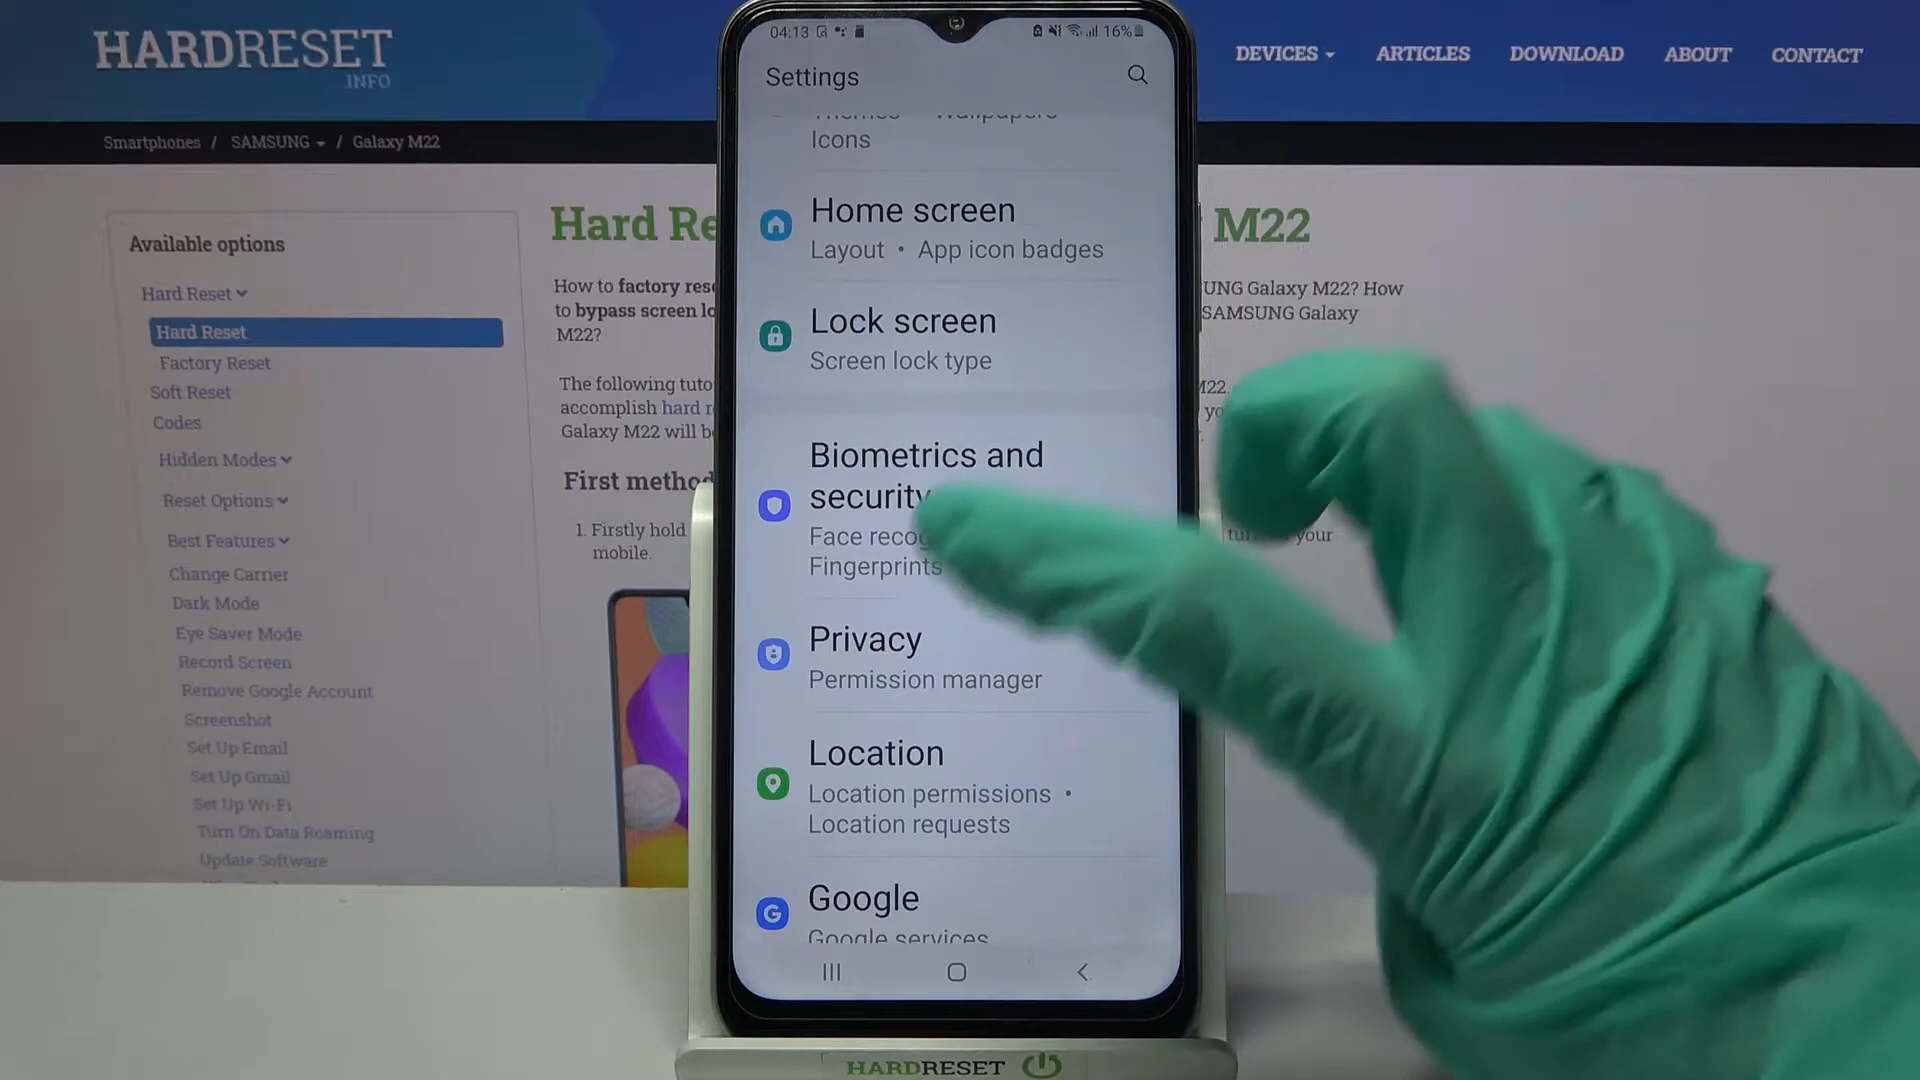 HARDRESET
.INFO
DEVICES
ARTICLES
DOWNLOAD
ABOUT
CONTACT
Smartphones / SAMSUNG / Galaxy M22
Available options
Hard Reset
Hard Reset
Factory Reset
Soft Reset
Codes
Hidden Modes
Reset Options
Best Features
Change Carrier
Dark Mode
Eye Saver Mode
Record Screen
Remove Google Account
Screenshot
Set Up Email
Set Up Gmail
Set Up Wi-Fi
Turn On Data Roaming
Update Software
Hard Re
M22
How to factory res
to bypass screen lo
M22?
UNG Galaxy M22? How
SAMSUNG Galaxy
The following tuto
accomplish hard r
Galaxy M22 will b
M22.
yo
First metho
1. Firstly hold
mobile.
your
04:13
16%
Settings
Themes Wallpapers
Icons
Home screen
Layout • App icon badges
Lock screen
Screen lock type
Biometrics and
security
Face recog
Fingerprints
Privacy
Permission manager
Location
Location permissions •
Location requests
Google
Google services
HARDRESET